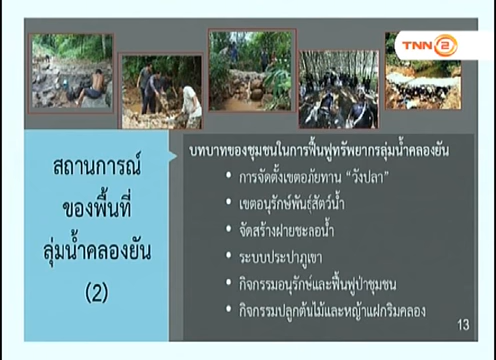 TNN 2
บทบาทของชุมชนในการฟื้นฟูทรัพยากรลุ่มน้ำคลองยัน
สถานการณ์
ของพื้นที่
ลุ่มน้ำคลองยัน
(2)
• การจัดตั้งเขตอภัยทาน "วังปลา"
• เขตอนุรักษ์พันธุ์สัตว์น้ำ
• จัดสร้างฝายชะลอน้ำ
• ระบบประปาภูเขา
• กิจกรรมอนุรักษ์และฟื้นฟูป่าชุมชน
• กิจกรรมปลูกต้นไม้และหญ้าแฝกริมคลอง
13